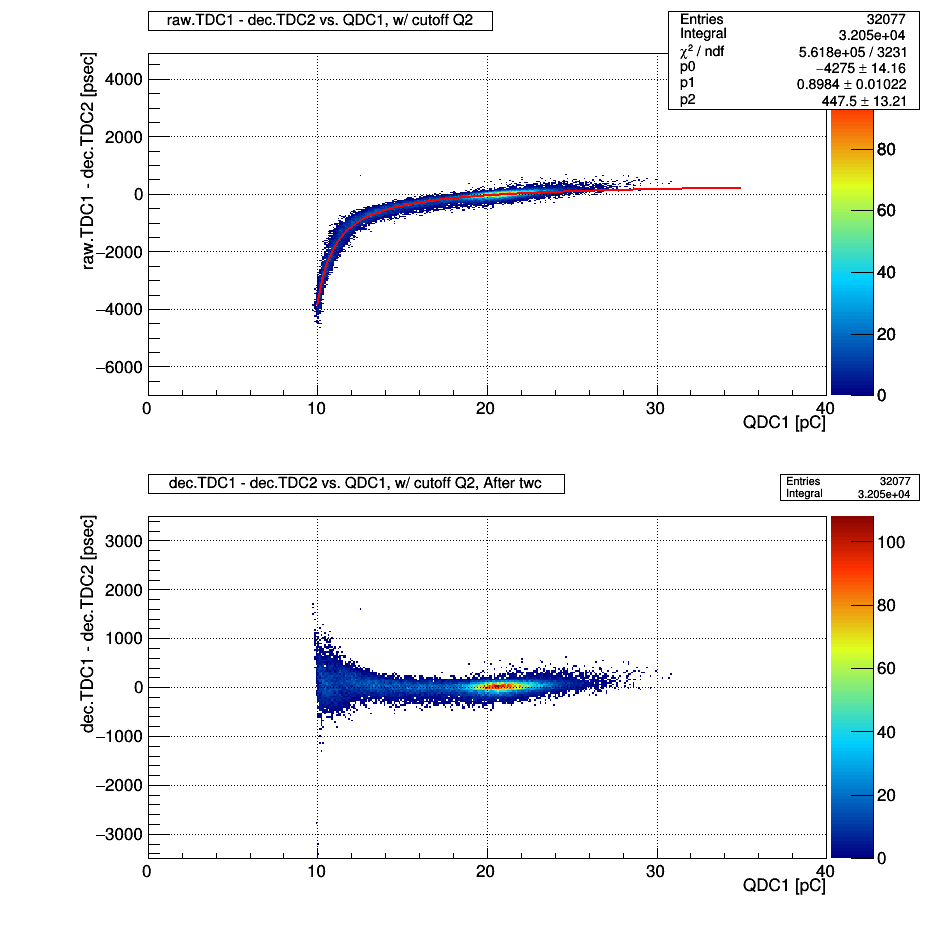 raw.TDC1 - dec.TDC2 vs. QDC1, w/ cutoff Q2
Entries 32077
Integral 3.205e+04
χ² / ndf 5.618e+05 / 3231
p0 −4275 ± 14.16
p1 0.8984 ± 0.01022
p2 447.5 ± 13.21
raw.TDC1 - dec.TDC2 [psec]
4000
2000
0
−2000
−4000
−6000
80
60
40
20
0
0 10 20 30 40
QDC1 [pC]
dec.TDC1 - dec.TDC2 vs. QDC1, w/ cutoff Q2, After twc
Entries 32077
Integral 3.205e+04
dec.TDC1 - dec.TDC2 [psec]
3000
2000
1000
0
−1000
−2000
−3000
100
80
60
40
20
0
0 10 20 30 40
QDC1 [pC]